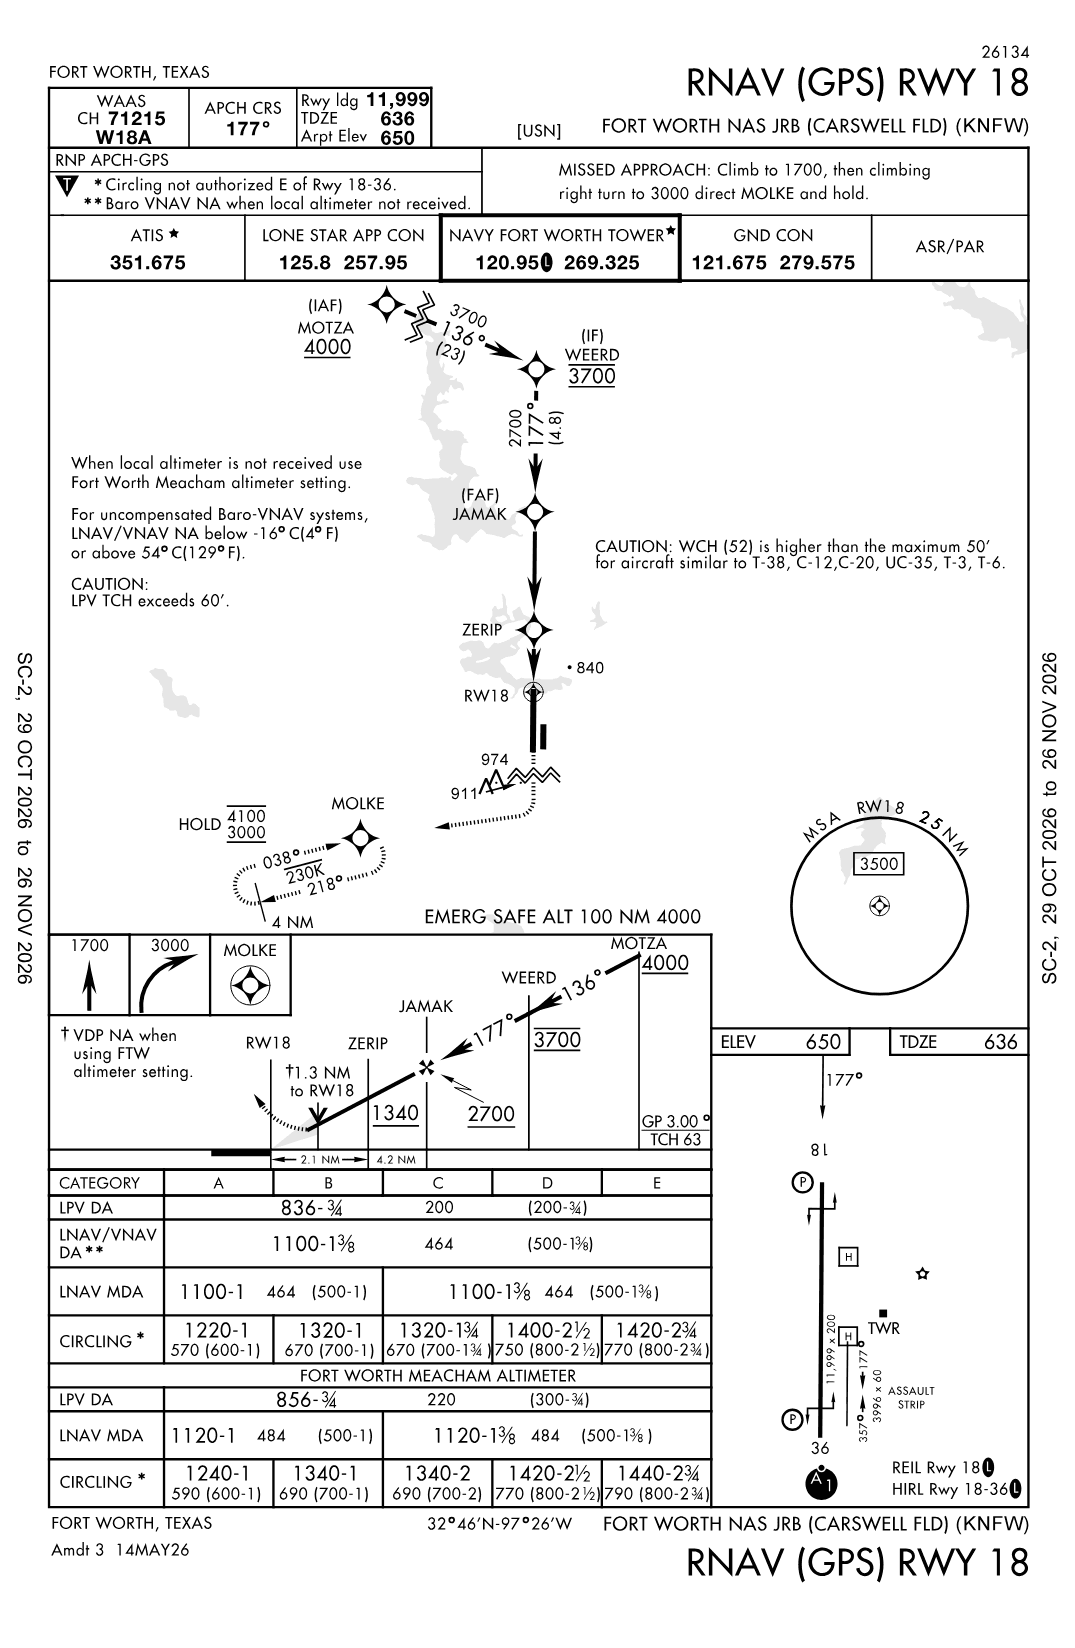 26134
FORT WORTH, TEXAS
RNAV (GPS) RWY 18
FORT WORTH NAS JRB (CARSWELL FLD) (KNFW)
[USN]
WAAS
CH 71215
W18A
APCH CRS
177°
Rwy ldg 11,999
TDZE 636
Arpt Elev 650
RNP APCH-GPS
T
* Circling not authorized E of Rwy 18-36.
** Baro VNAV NA when local altimeter not received.
MISSED APPROACH: Climb to 1700, then climbing
right turn to 3000 direct MOLKE and hold.
ATIS ★
351.675
LONE STAR APP CON
125.8 257.95
NAVY FORT WORTH TOWER ★
120.95 L 269.325
GND CON
121.675 279.575
ASR/PAR
(IAF)
MOTZA
4000
3700
136°
(23)
(IF)
WEERD
3700
2700
177°
(4.8)
When local altimeter is not received use
Fort Worth Meacham altimeter setting.
For uncompensated Baro-VNAV systems,
LNAV/VNAV NA below -16°C(4°F)
or above 54°C(129°F).
CAUTION:
LPV TCH exceeds 60'.
(FAF)
JAMAK
CAUTION: WCH (52) is higher than the maximum 50'
for aircraft similar to T-38, C-12,C-20, UC-35, T-3, T-6.
ZERIP
840
RW18
974
911
MOLKE
HOLD
4100
3000
038°
230K
218°
4 NM
MSA RW18 25 NM
3500
EMERG SAFE ALT 100 NM 4000
SC-2, 29 OCT 2026 to 26 NOV 2026
SC-2, 29 OCT 2026 to 26 NOV 2026
1700
3000
MOLKE
† VDP NA when
using FTW
altimeter setting.
RW18
ZERIP
JAMAK
WEERD
MOTZA
4000
136°
3700
177°
†1.3 NM
to RW18
1340
2700
GP 3.00°
TCH 63
2.1 NM
4.2 NM
ELEV 650
TDZE 636
177°
18
P
H
H
TWR
11,999 x 200
177°
357°
3996 x 60
ASSAULT
STRIP
P
36
A1
REIL Rwy 18 L
HIRL Rwy 18-36 L
CATEGORY A B C D E
LPV DA 836-¾ 200 (200-¾)
LNAV/VNAV
DA ** 1100-1⅜ 464 (500-1⅜)
LNAV MDA 1100-1 464 (500-1) 1100-1⅜ 464 (500-1⅜)
CIRCLING * 1220-1 1320-1 1320-1¾ 1400-2½ 1420-2¾
570 (600-1) 670 (700-1) 670 (700-1¾) 750 (800-2½) 770 (800-2¾)
FORT WORTH MEACHAM ALTIMETER
LPV DA 856-¾ 220 (300-¾)
LNAV MDA 1120-1 484 (500-1) 1120-1⅜ 484 (500-1⅜)
CIRCLING * 1240-1 1340-1 1340-2 1420-2½ 1440-2¾
590 (600-1) 690 (700-1) 690 (700-2) 770 (800-2½) 790 (800-2¾)
FORT WORTH, TEXAS
32°46'N-97°26'W
FORT WORTH NAS JRB (CARSWELL FLD) (KNFW)
Amdt 3 14MAY26
RNAV (GPS) RWY 18